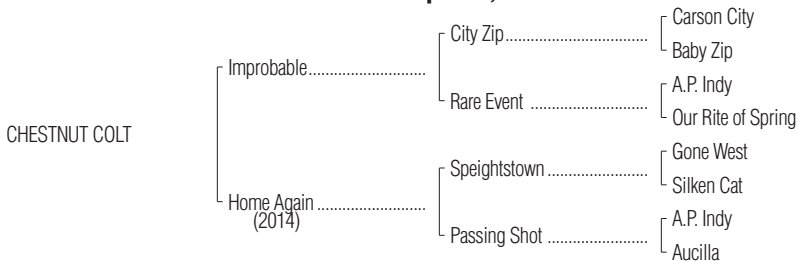 Carson City
City Zip..................................
Baby Zip
Improbable...........................
A.P. Indy
Rare Event ...........................
Our Rite of Spring
CHESTNUT COLT
Gone West
Speightstown .......................
Silken Cat
Home Again .........................
(2014)
A.P. Indy
Passing Shot .......................
Aucilla